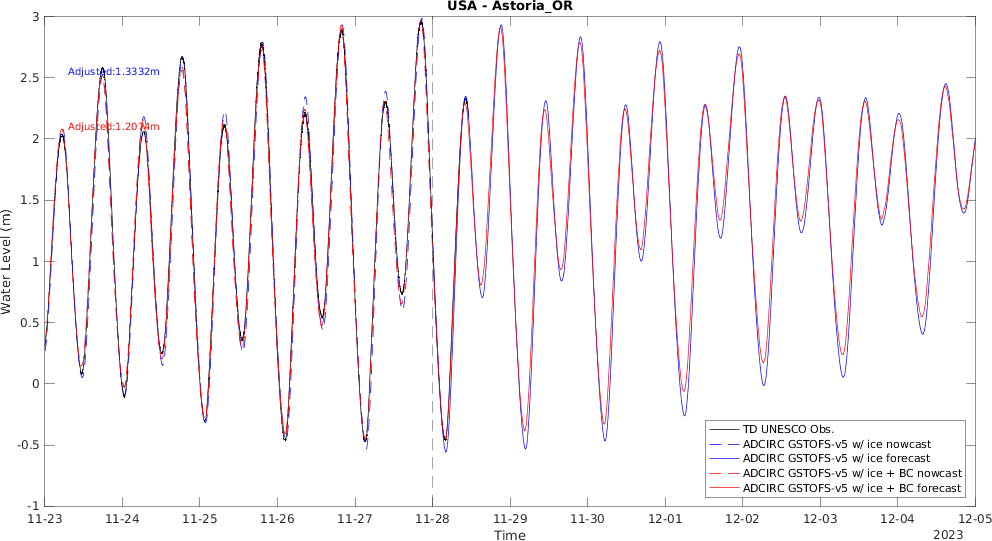 USA - Astoria_OR
3
2.5
2
1.5
1
0.5
0
-0.5
-1
Water Level (m)
Adjusted:1.3332m
Adjusted:1.2074m
TD UNESCO Obs.
ADCIRC GSTOFS-v5 w/ ice nowcast
ADCIRC GSTOFS-v5 w/ ice forecast
ADCIRC GSTOFS-v5 w/ ice + BC nowcast
ADCIRC GSTOFS-v5 w/ ice + BC forecast
11-23 11-24 11-25 11-26 11-27 11-28 11-29 11-30 12-01 12-02 12-03 12-04 12-05
Time
2023